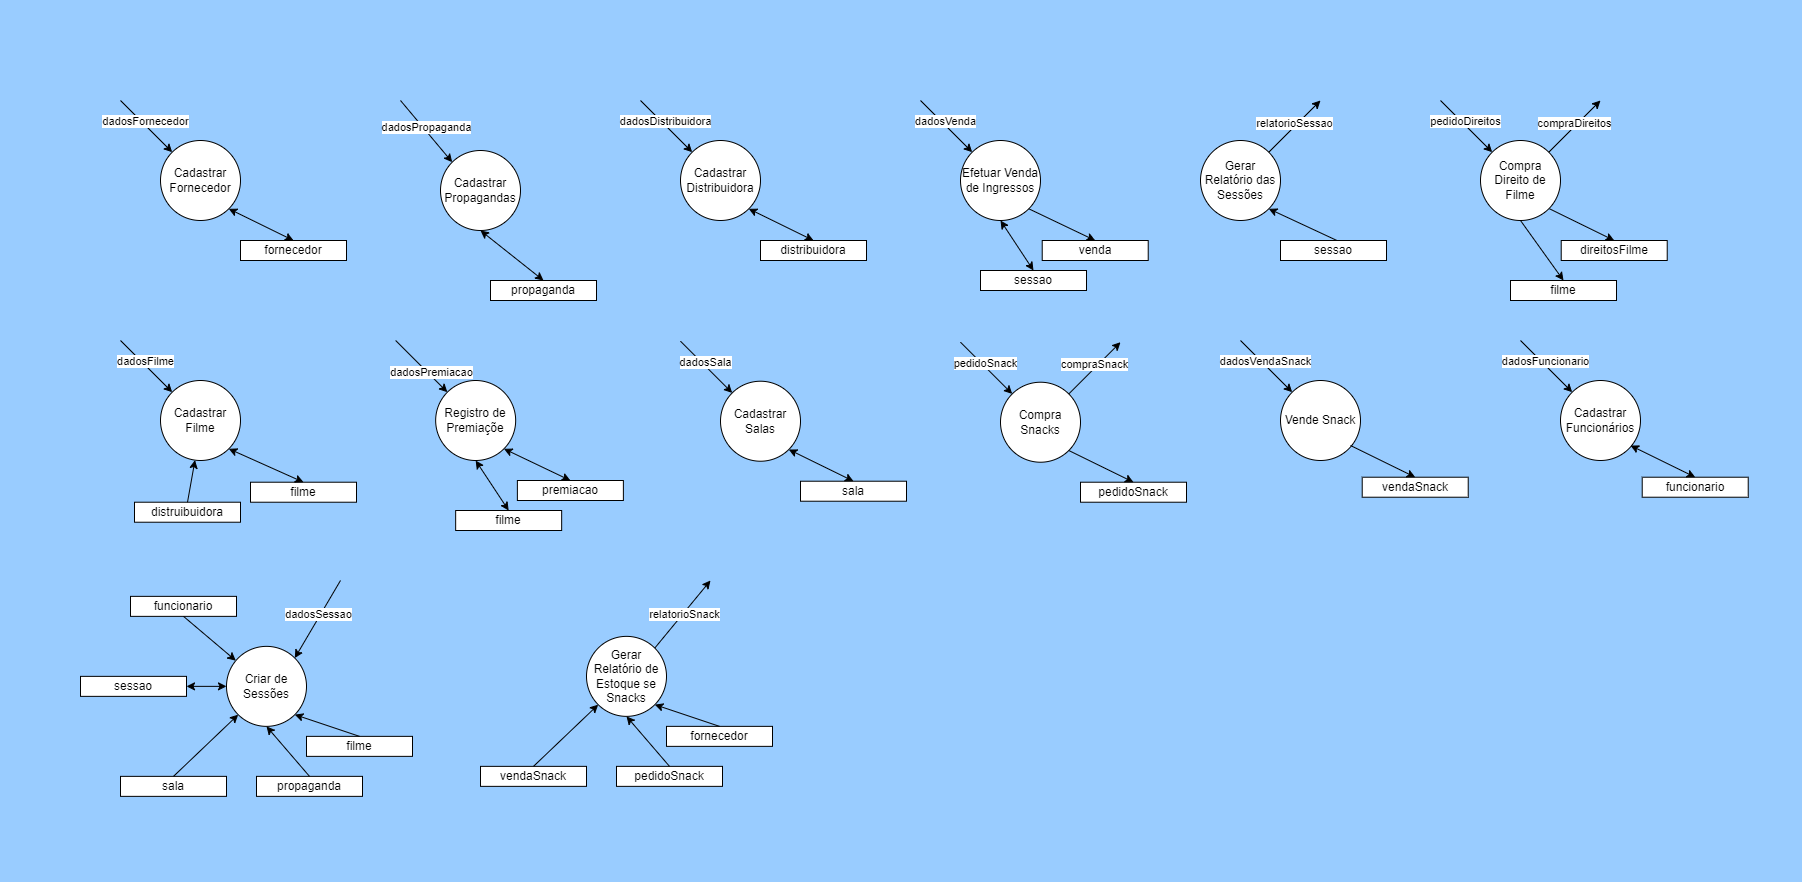 dadosFornecedor
Cadastrar
Fornecedor
fornecedor
dadosPropaganda
Cadastrar
Propagandas
propaganda
dadosDistribuidora
Cadastrar
Distribuidora
distribuidora
dadosVenda
Efetuar Venda
de Ingressos
venda
sessao
relatorioSessao
Gerar
Relatório das
Sessões
sessao
pedidoDireitos
compraDireitos
Compra
Direito de
Filme
direitosFilme
filme
dadosFilme
Cadastrar
Filme
filme
distruibuidora
dadosPremiacao
Registro de
Premiaçõe
premiacao
filme
dadosSala
Cadastrar
Salas
sala
pedidoSnack
compraSnack
Compra
Snacks
pedidoSnack
dadosVendaSnack
Vende Snack
vendaSnack
dadosFuncionario
Cadastrar
Funcionários
funcionario
funcionario
dadosSessao
sessao
Criar de
Sessões
filme
sala
propaganda
relatorioSnack
Gerar
Relatório de
Estoque se
Snacks
fornecedor
vendaSnack
pedidoSnack